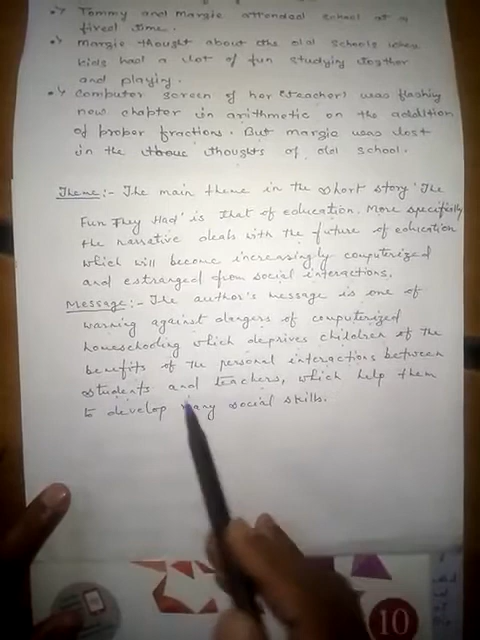 Tommy and Margie attended school at a
fixed time.
Margie thought about the old schools when
kids had a lot of fun studying together
and playing.
Computer screen of her (teacher) was flashing
new chapter in arithmetic on the addition
of proper fractions. But Margie was lost
in the thoughts of old school.
Theme:- The main theme in the short story 'The
Fun They Had' is that of education. More specifically
the narrative deals with the future of education
which will become increasingly computerized
and estranged from social interactions.
Message:- The author's message is one of
warning against dangers of computerized
homeschooling which deprives children of the
benefits of the personal interactions between
students and teachers, which help them
to develop many social skills.
10